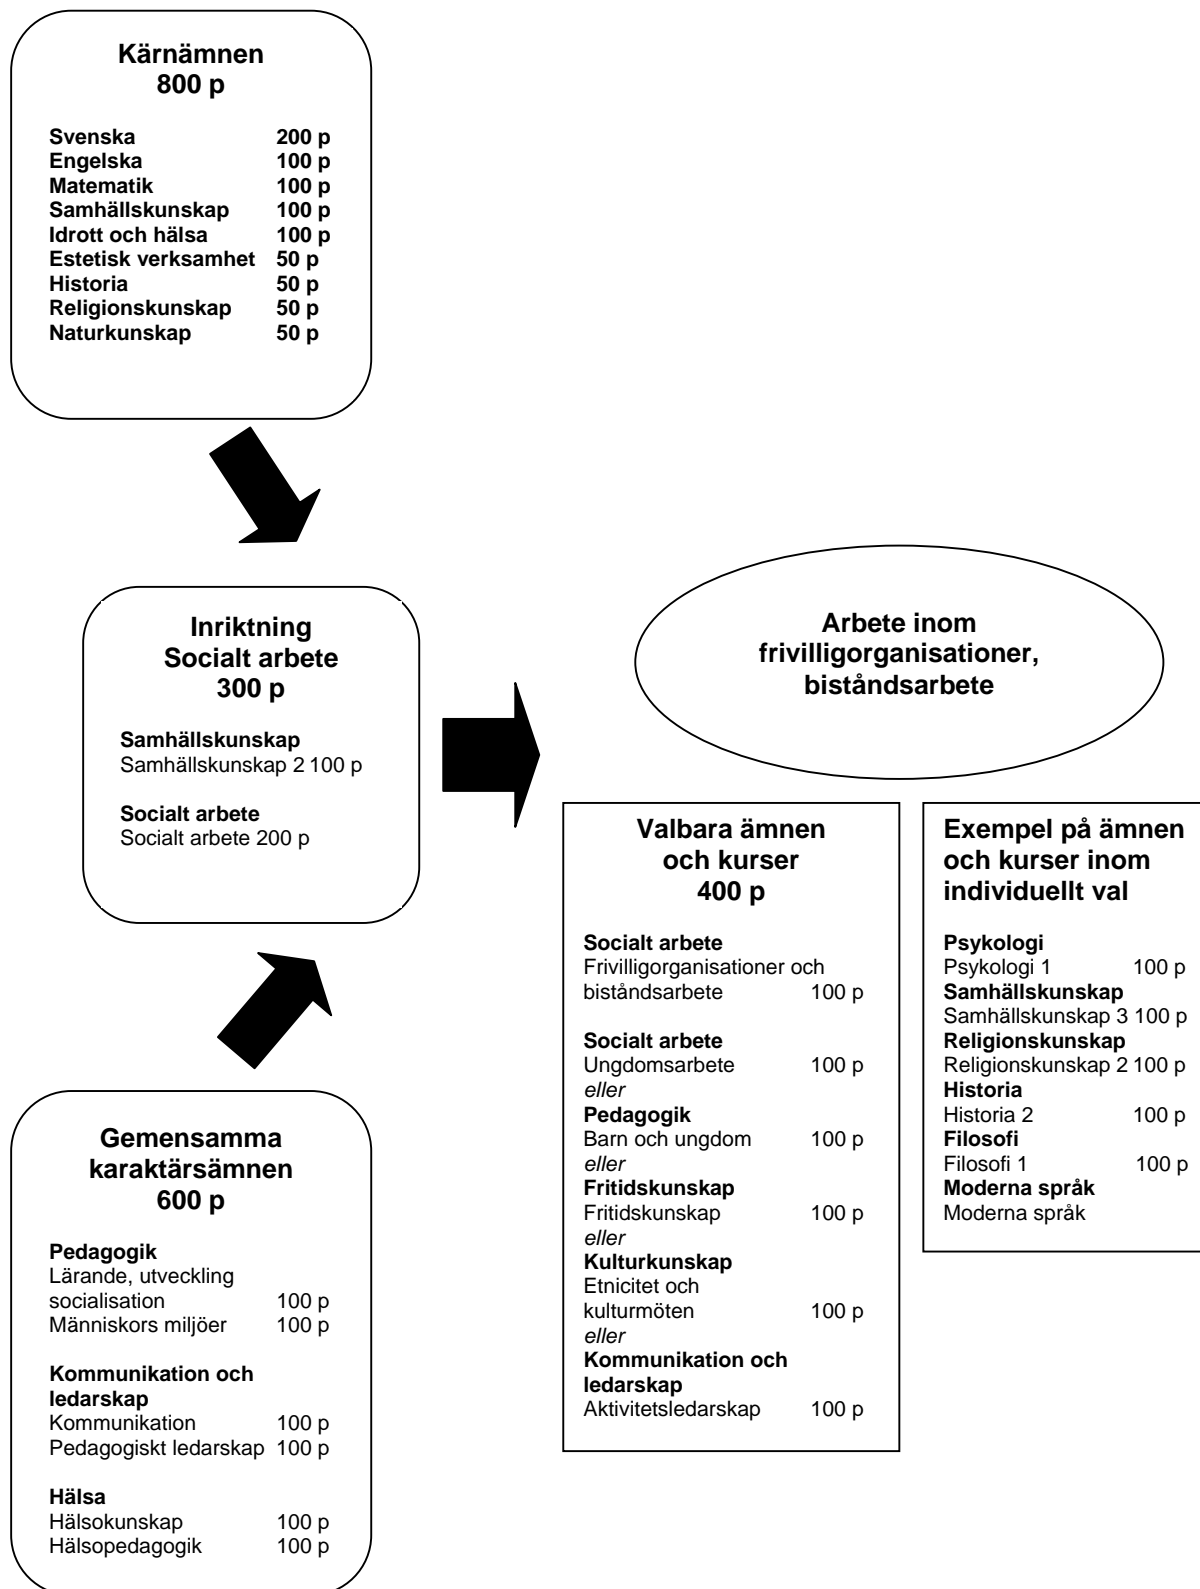 Kärnämnen
800 p
Svenska 200 p
Engelska 100 p
Matematik 100 p
Samhällskunskap 100 p
Idrott och hälsa 100 p
Estetisk verksamhet 50 p
Historia 50 p
Religionskunskap 50 p
Naturkunskap 50 p
Inriktning
Socialt arbete
300 p
Samhällskunskap
Samhällskunskap 2 100 p
Socialt arbete
Socialt arbete 200 p
Gemensamma
karaktärsämnen
600 p
Pedagogik
Lärande, utveckling
socialisation 100 p
Människors miljöer 100 p
Kommunikation och
ledarskap
Kommunikation 100 p
Pedagogiskt ledarskap 100 p
Hälsa
Hälsokunskap 100 p
Hälsopedagogik 100 p
Arbete inom
frivilligorganisationer,
biståndsarbete
Valbara ämnen
och kurser
400 p
Socialt arbete
Frivilligorganisationer och
biståndsarbete 100 p
Socialt arbete
Ungdomsarbete 100 p
eller
Pedagogik
Barn och ungdom 100 p
eller
Fritidskunskap
Fritidskunskap 100 p
eller
Kulturkunskap
Etnicitet och
kulturmöten 100 p
eller
Kommunikation och
ledarskap
Aktivitetsledarskap 100 p
Exempel på ämnen
och kurser inom
individuellt val
Psykologi
Psykologi 1 100 p
Samhällskunskap
Samhällskunskap 3 100 p
Religionskunskap
Religionskunskap 2 100 p
Historia
Historia 2 100 p
Filosofi
Filosofi 1 100 p
Moderna språk
Moderna språk